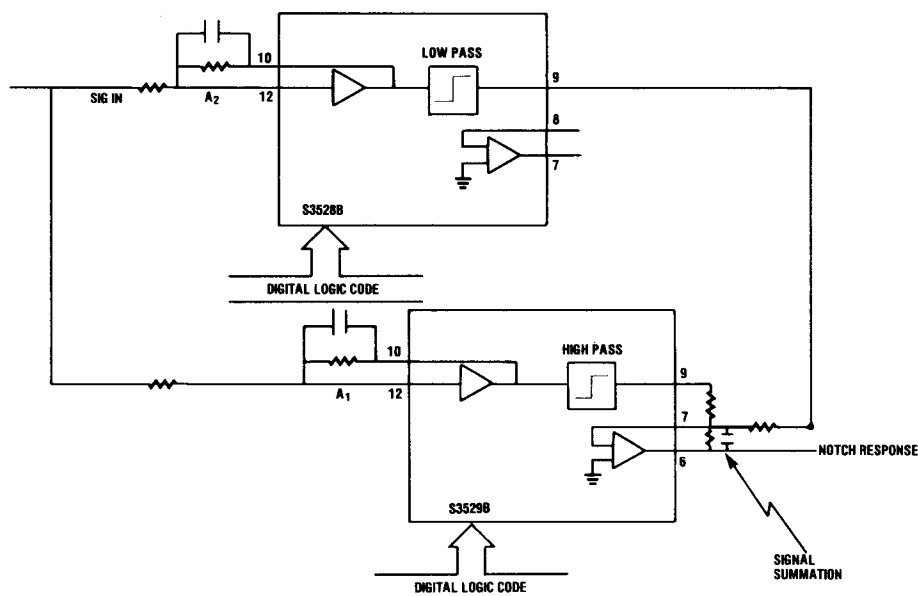 LOW PASS
10
9
SIG IN
A2
12
8
7
S3528B
DIGITAL LOGIC CODE
HIGH PASS
10
9
A1
12
7
6
NOTCH RESPONSE
S3529B
SIGNAL
SUMMATION
DIGITAL LOGIC CODE